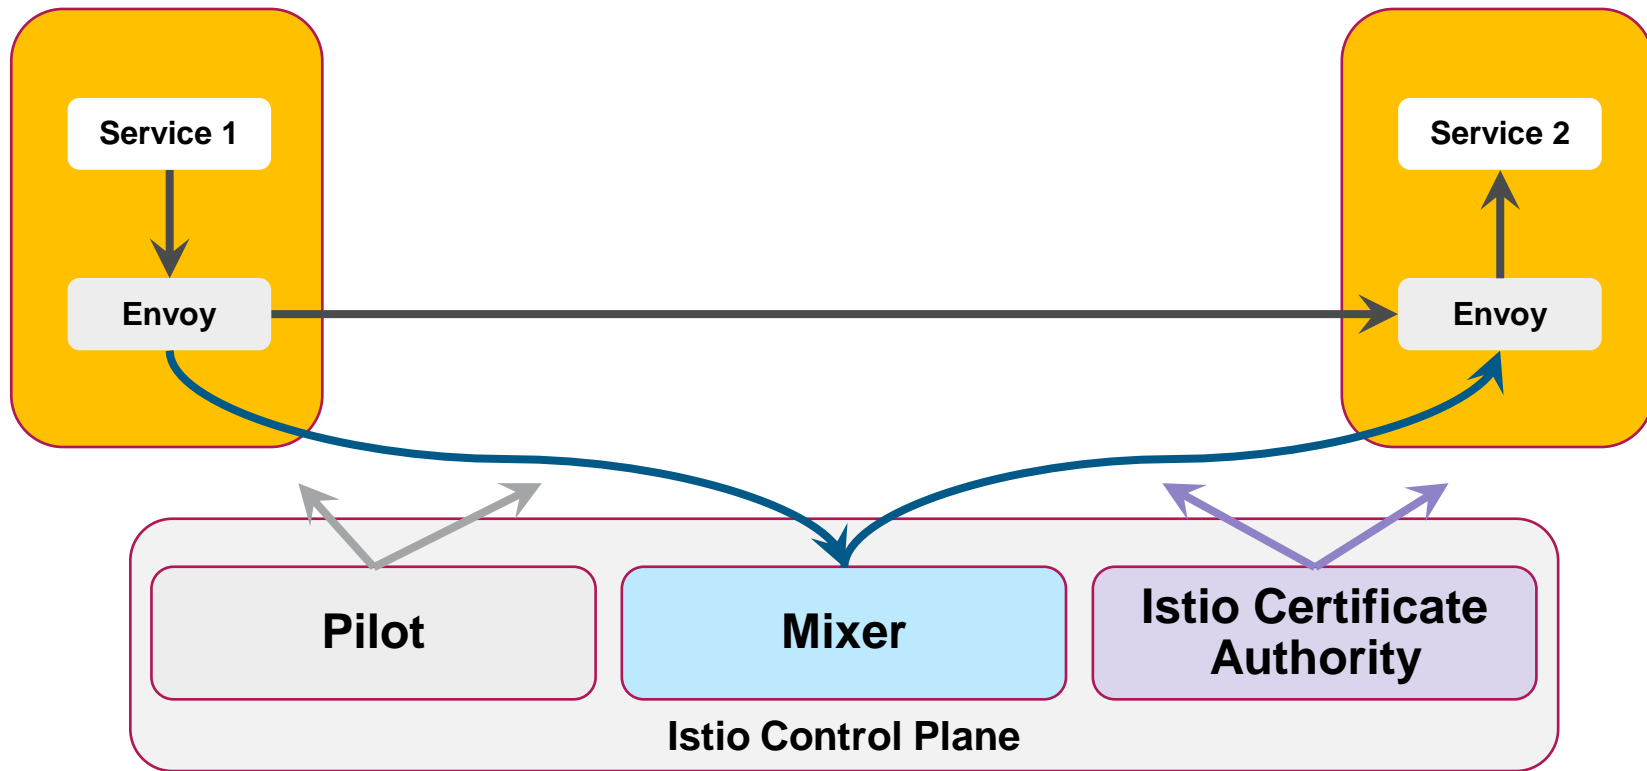 Service 1
Service 2
Envoy
Envoy
Pilot
Mixer
Istio Certificate
Authority
Istio Control Plane